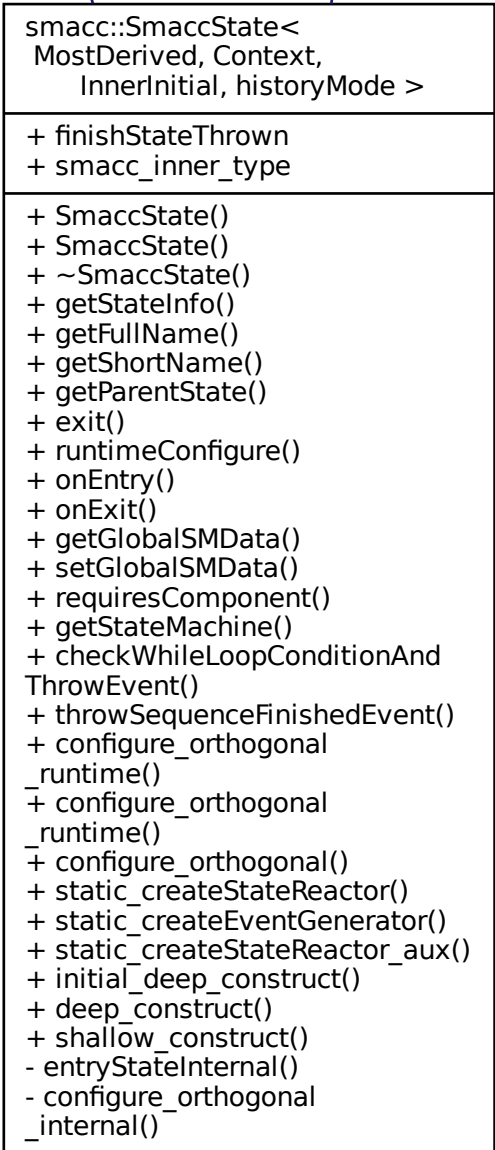 smacc::SmaccState<
MostDerived, Context,
InnerInitial, historyMode >
+ finishStateThrown
+ smacc_inner_type
+ SmaccState()
+ SmaccState()
+ ~SmaccState()
+ getStateInfo()
+ getFullName()
+ getShortName()
+ getParentState()
+ exit()
+ runtimeConfigure()
+ onEntry()
+ onExit()
+ getGlobalSMData()
+ setGlobalSMData()
+ requiresComponent()
+ getStateMachine()
+ checkWhileLoopConditionAnd
ThrowEvent()
+ throwSequenceFinishedEvent()
+ configure_orthogonal
_runtime()
+ configure_orthogonal
_runtime()
+ configure_orthogonal()
+ static_createStateReactor()
+ static_createEventGenerator()
+ static_createStateReactor_aux()
+ initial_deep_construct()
+ deep_construct()
+ shallow_construct()
- entryStateInternal()
- configure_orthogonal
_internal()